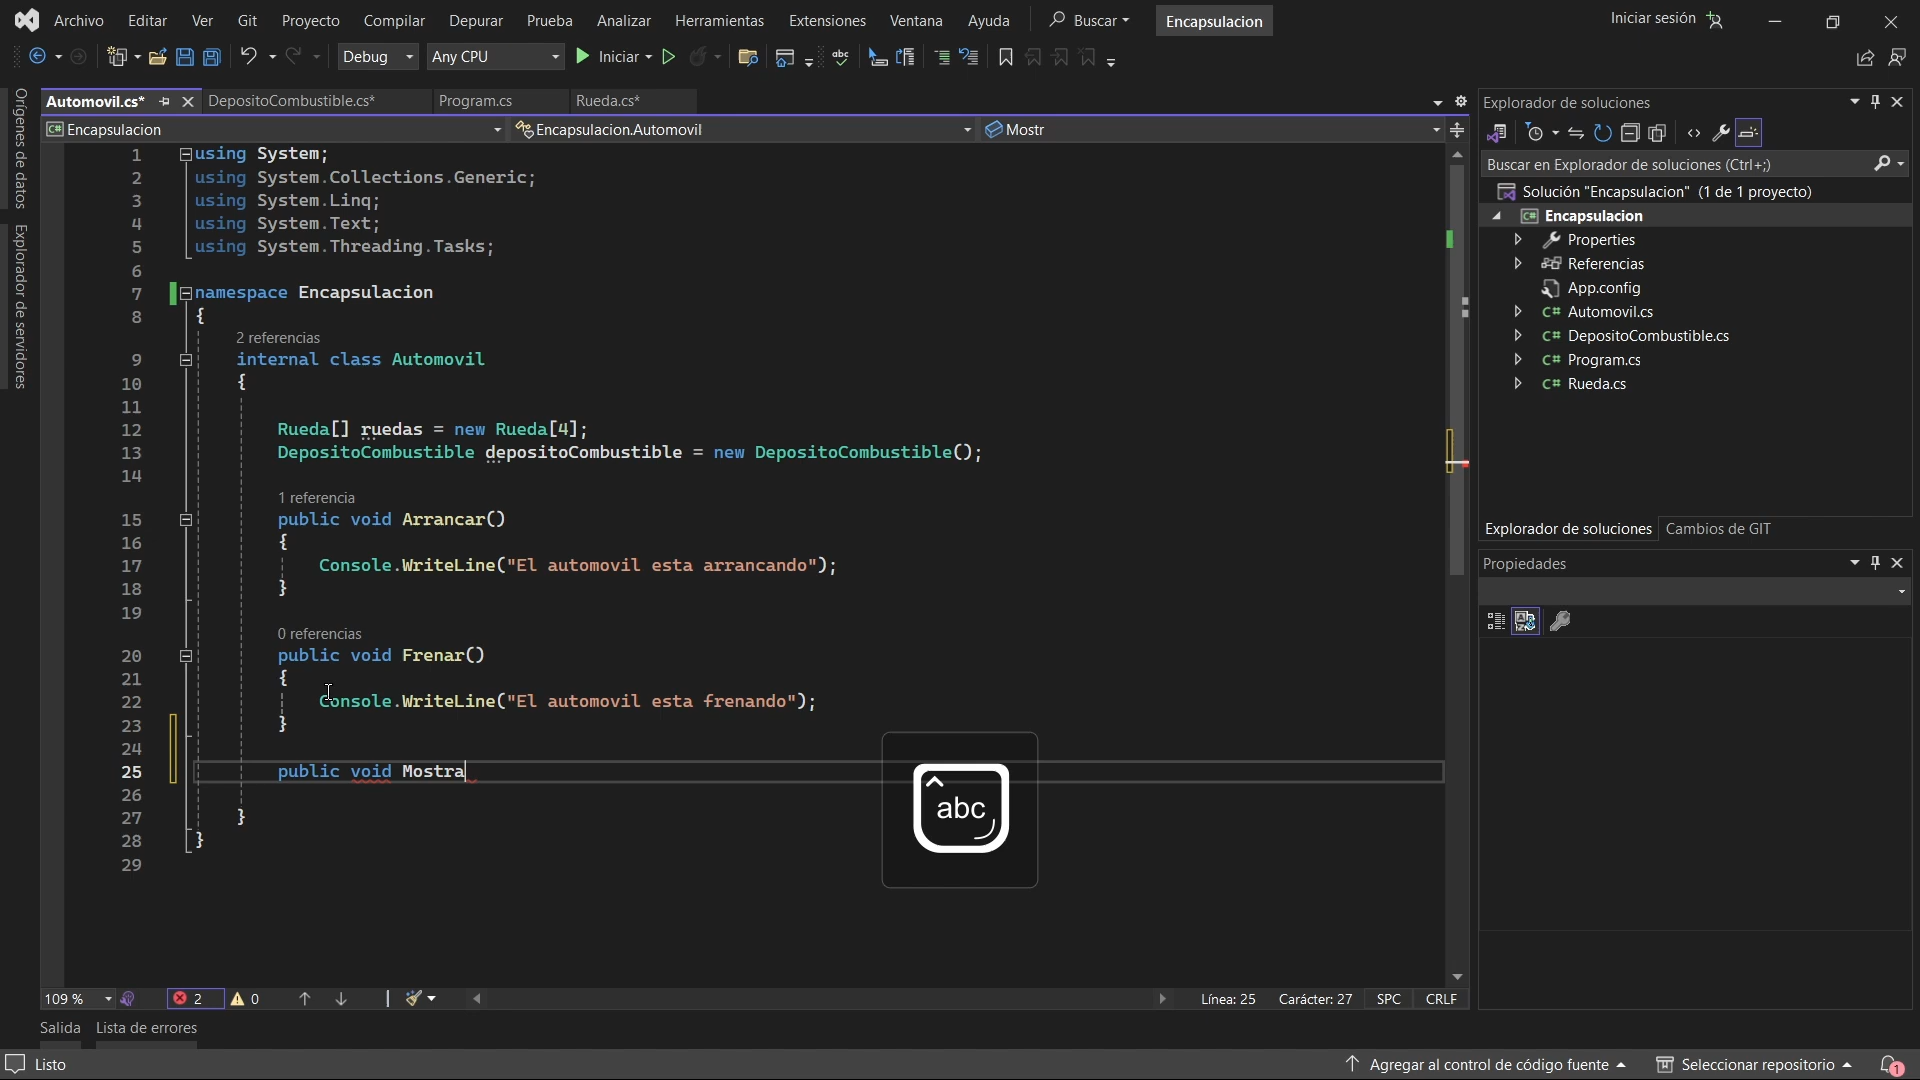 Archivo Editar Ver Git Proyecto Compilar Depurar Prueba Analizar Herramientas Extensiones Ventana Ayuda Buscar Encapsulacion Iniciar sesión
Debug Any CPU Iniciar abc
Automovil.cs* DepositoCombustible.cs* Program.cs Rueda.cs*
C# Encapsulacion Encapsulacion.Automovil Mostr
Orígenes de datos
Explorador de servidores
1 using System;
2 using System.Collections.Generic;
3 using System.Linq;
4 using System.Text;
5 using System.Threading.Tasks;
6
7 namespace Encapsulacion
8 {
2 referencias
9 internal class Automovil
10 {
11
12 Rueda[] ruedas = new Rueda[4];
13 DepositoCombustible depositoCombustible = new DepositoCombustible();
14
1 referencia
15 public void Arrancar()
16 {
17 Console.WriteLine("El automovil esta arrancando");
18 }
19
0 referencias
20 public void Frenar()
21 {
22 Console.WriteLine("El automovil esta frenando");
23 }
24
25 public void Mostra
26
27 }
28 }
29
abc
109 % 2 0 Línea: 25 Carácter: 27 SPC CRLF
Salida Lista de errores
Explorador de soluciones
Buscar en Explorador de soluciones (Ctrl+;)
Solución "Encapsulacion" (1 de 1 proyecto)
C# Encapsulacion
Properties
Referencias
App.config
C# Automovil.cs
C# DepositoCombustible.cs
C# Program.cs
C# Rueda.cs
Explorador de soluciones Cambios de GIT
Propiedades
Listo Agregar al control de código fuente Seleccionar repositorio 1